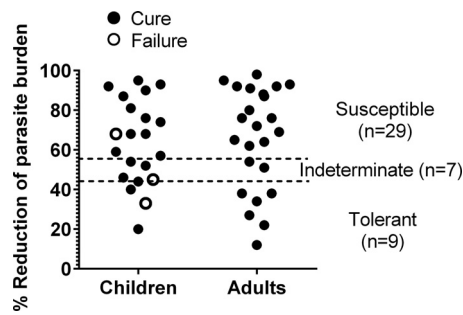 Cure
Failure
% Reduction of parasite burden
100
80
60
40
20
0
Susceptible
(n=29)
Indeterminate (n=7)
Tolerant
(n=9)
Children
Adults